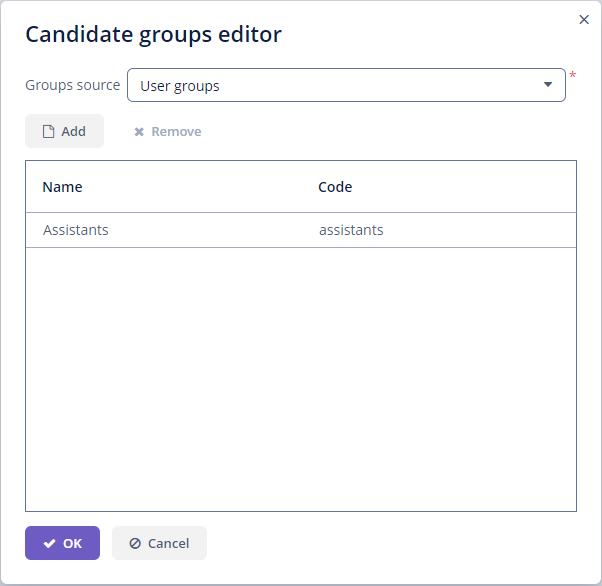 Candidate groups editor
Groups source User groups *
Add Remove
Name Code
Assistants assistants
OK Cancel